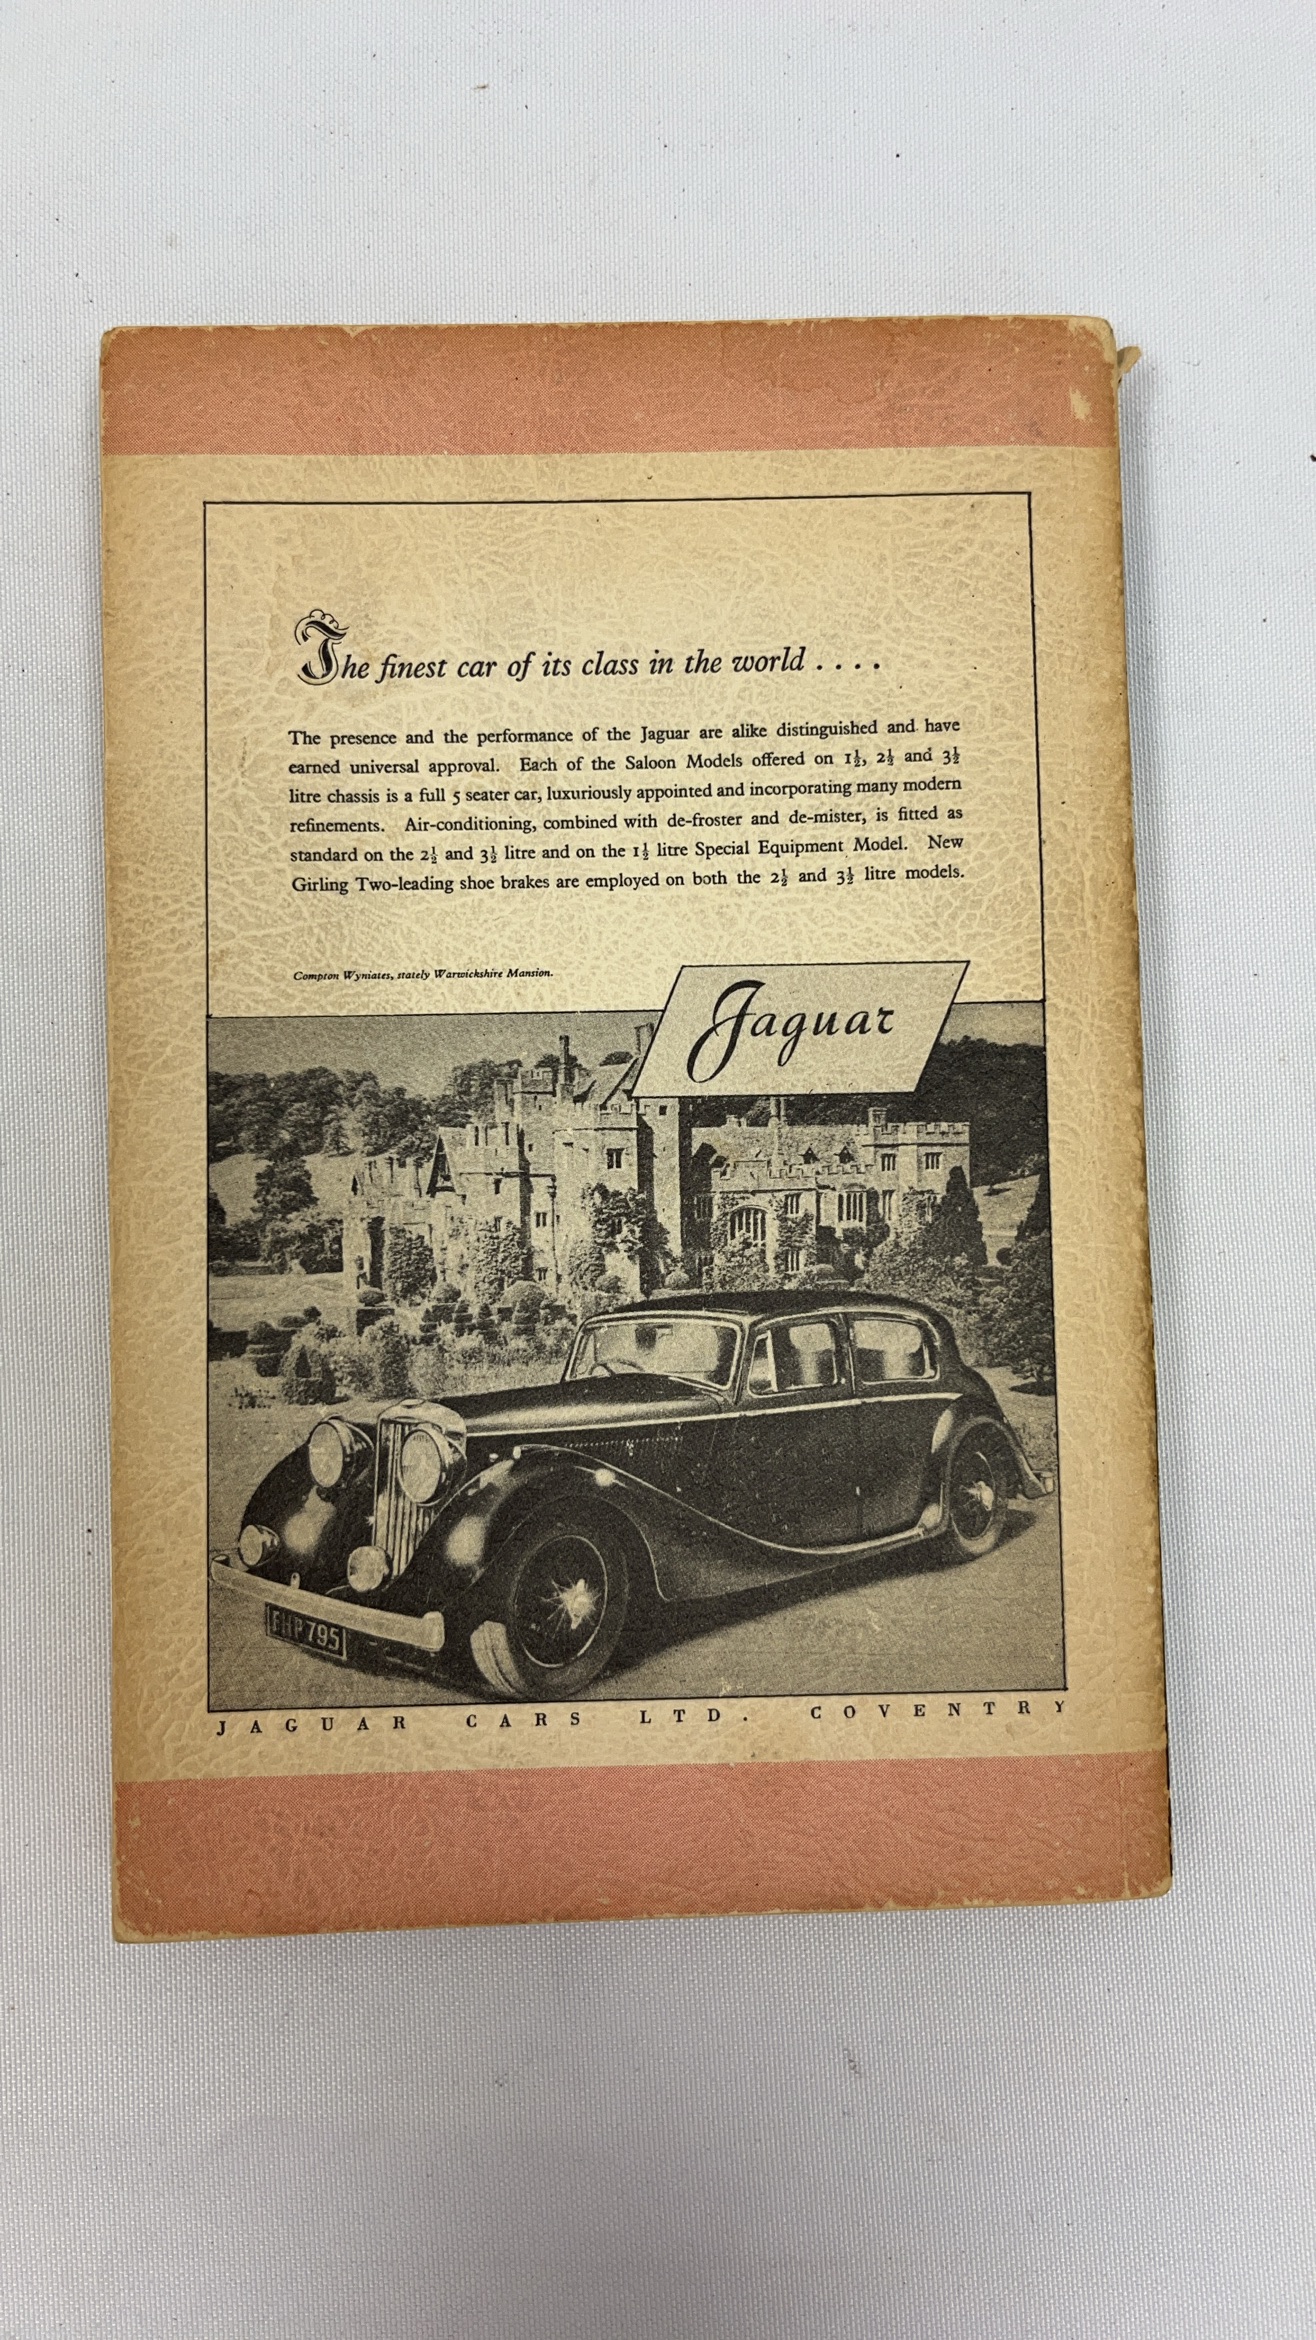 The finest car of its class in the world . . . .
The presence and the performance of the Jaguar are alike distinguished and have
earned universal approval. Each of the Saloon Models offered on 1½, 2½ and 3½
litre chassis is a full 5 seater car, luxuriously appointed and incorporating many modern
refinements. Air-conditioning, combined with de-froster and de-mister, is fitted as
standard on the 2½ and 3½ litre and on the 1½ litre Special Equipment Model. New
Girling Two-leading shoe brakes are employed on both the 2½ and 3½ litre models.
Compton Wyniates, stately Warwickshire Mansion.
Jaguar
FHP 795
JAGUAR CARS LTD. COVENTRY